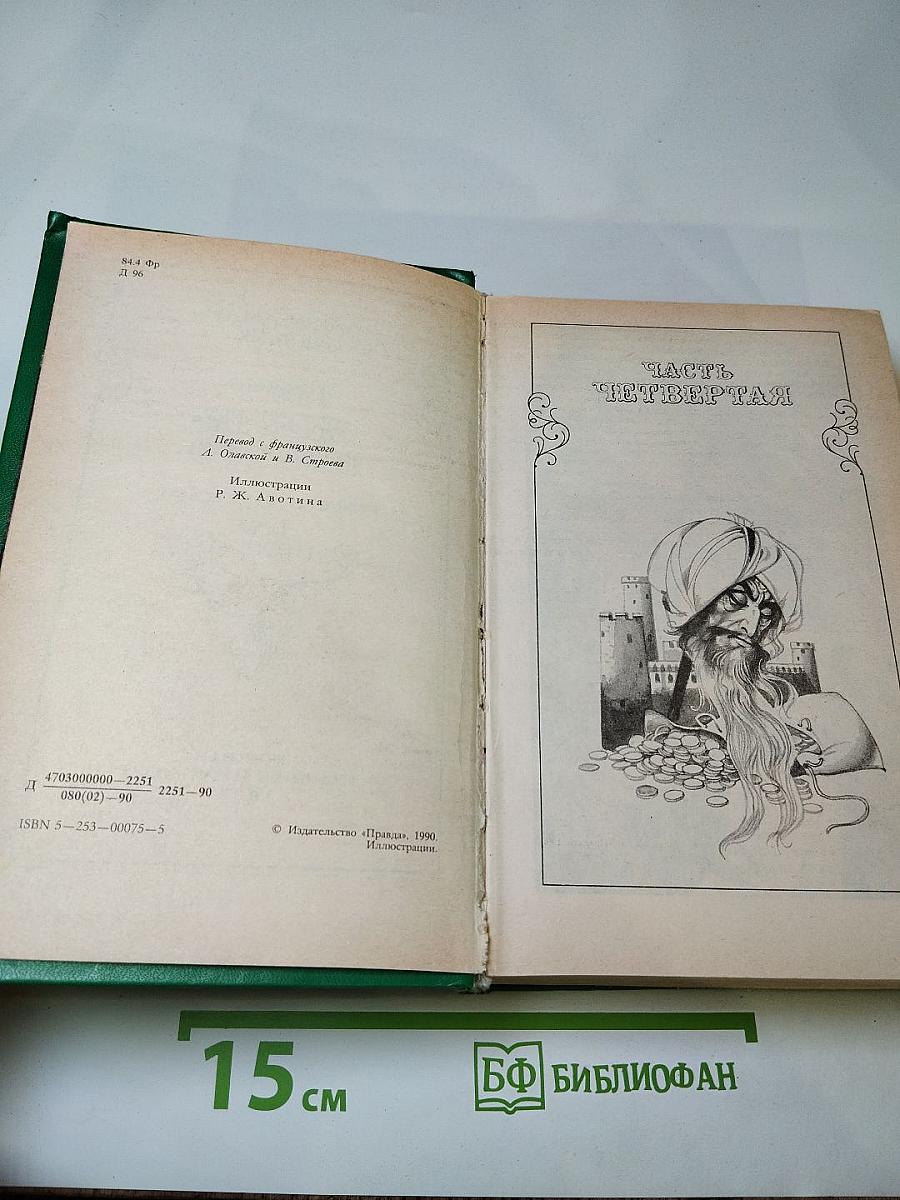 84.4 Фр
Д 96
Перевод с французского
Л. Олавской и В. Строева
Иллюстрации
Р. Ж. Авотина
Д 4703000000—2251
080(02)—90
2251—90
ISBN 5—253—00075—5
© Издательство «Правда», 1990.
Иллюстрации.
ЧАСТЬ
ЧЕТВЕРТАЯ
15 см
БФ БИБЛИОФАН